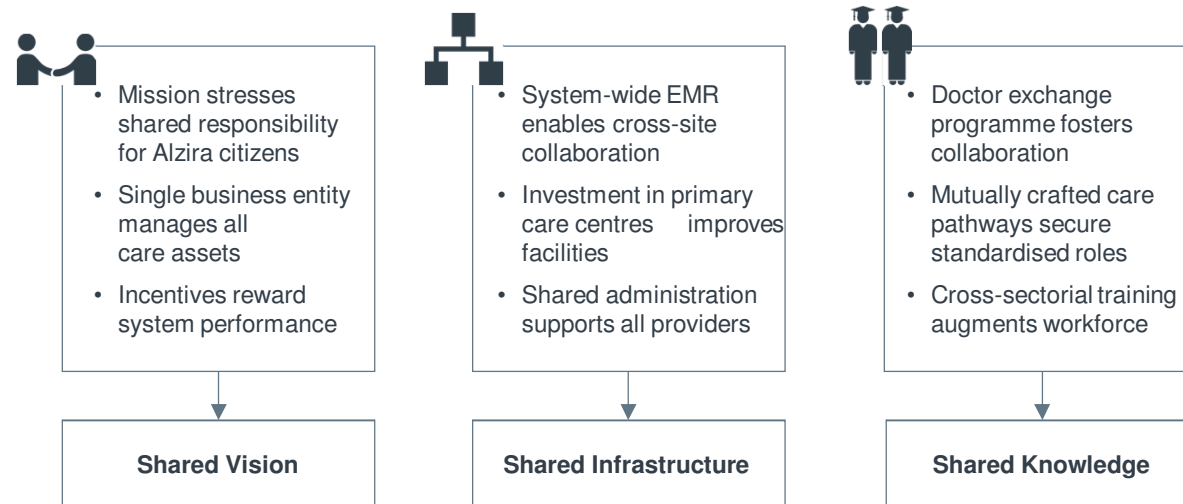 • Mission stresses
shared responsibility
for Alzira citizens
• Single business entity
manages all
care assets
• Incentives reward
system performance
Shared Vision
• System-wide EMR
enables cross-site
collaboration
• Investment in primary
care centres improves
facilities
• Shared administration
supports all providers
Shared Infrastructure
• Doctor exchange
programme fosters
collaboration
• Mutually crafted care
pathways secure
standardised roles
• Cross-sectorial training
augments workforce
Shared Knowledge